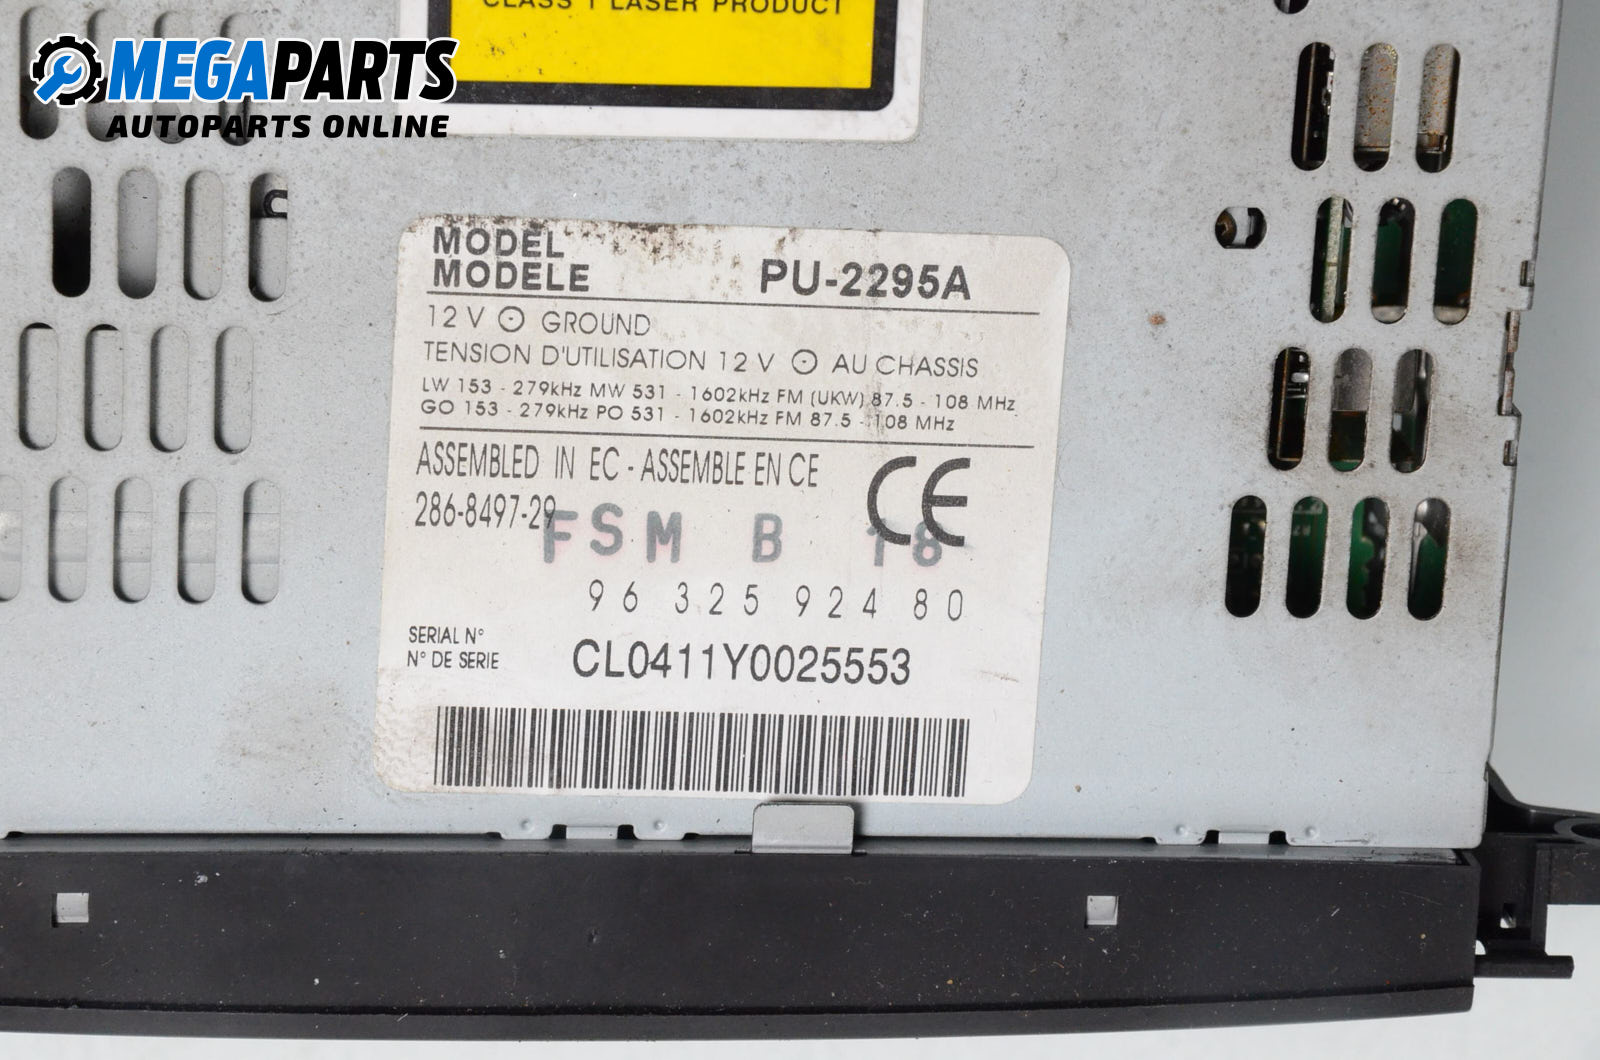 CLASS 1 LASER PRODUCT
MEGAPARTS
AUTOPARTS ONLINE
MODEL
MODELE PU-2295A
12 V ⊙ GROUND
TENSION D'UTILISATION 12 V ⊙ AU CHASSIS
LW 153 - 279kHz MW 531 - 1602kHz FM (UKW) 87.5 - 108 MHz
GO 153 - 279kHz PO 531 - 1602kHz FM 87.5 - 108 MHz
ASSEMBLED IN EC - ASSEMBLE EN CE
CE
286-8497-29
FSM B 18
96 325 924 80
SERIAL N°
N° DE SERIE
CL0411Y0025553